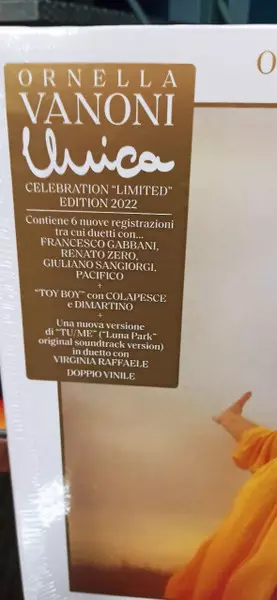 ORNELLA
VANONI
Unica
CELEBRATION "LIMITED"
EDITION 2022
Contiene 6 nuove registrazioni
tra cui duetti con...
FRANCESCO GABBANI,
RENATO ZERO,
GIULIANO SANGIORGI,
PACIFICO
+
"TOY BOY" con COLAPESCE
e DIMARTINO
+
Una nuova versione
di "TU/ME" ("Luna Park"
original soundtrack version)
in duetto con
VIRGINIA RAFFAELE
DOPPIO VINILE
O